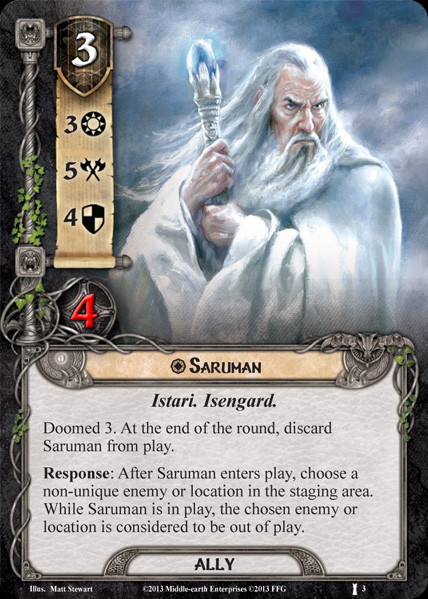 3
3
5
4
4
Saruman
Istari. Isengard.
Doomed 3. At the end of the round, discard
Saruman from play.
Response: After Saruman enters play, choose a
non-unique enemy or location in the staging area.
While Saruman is in play, the chosen enemy or
location is considered to be out of play.
ALLY
Illus. Matt Stewart ©2013 Middle-earth Enterprises ©2013 FFG 3